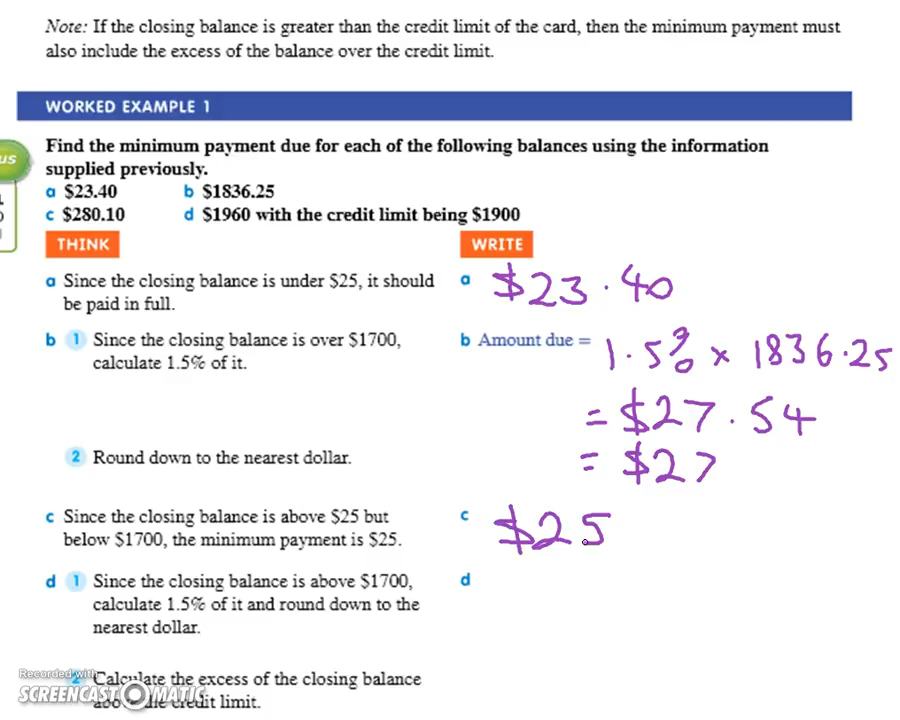 Note: If the closing balance is greater than the credit limit of the card, then the minimum payment must
also include the excess of the balance over the credit limit.
WORKED EXAMPLE 1
us
Find the minimum payment due for each of the following balances using the information
supplied previously.
a $23.40 b $1836.25
c $280.10 d $1960 with the credit limit being $1900
THINK WRITE
a Since the closing balance is under $25, it should
be paid in full.
a $23.40
b 1 Since the closing balance is over $1700,
calculate 1.5% of it.
b Amount due = 1.5% × 1836.25
= $27.54
2 Round down to the nearest dollar.
= $27
c Since the closing balance is above $25 but
below $1700, the minimum payment is $25.
c $25
d 1 Since the closing balance is above $1700,
calculate 1.5% of it and round down to the
nearest dollar.
d
2 Calculate the excess of the closing balance
above the credit limit.
Recorded with
SCREENCAST MATIC